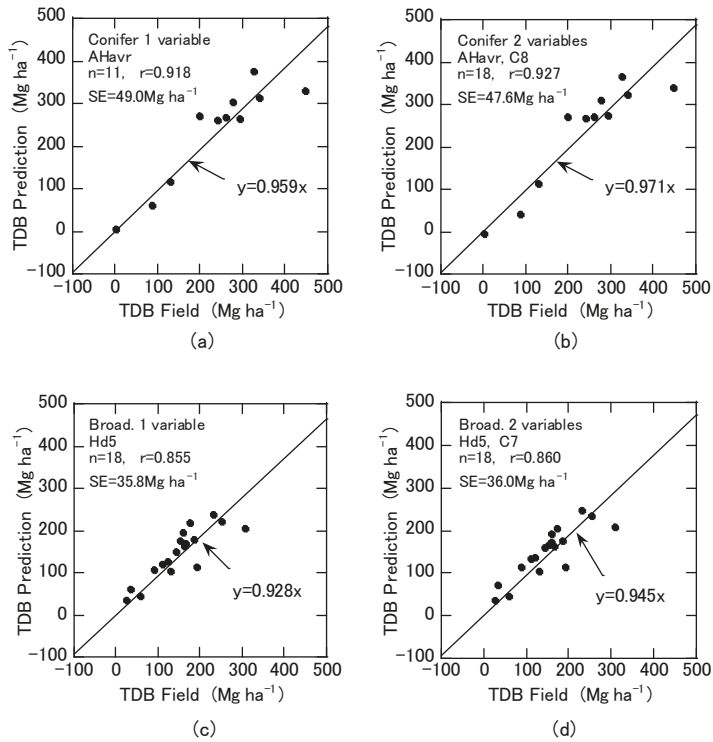 500
400
300
200
100
0
−100
TDB Prediction (Mg ha−1)
Conifer 1 variable
AHavr
n=11, r=0.918
SE=49.0Mg ha−1
y=0.959x
−100 0 100 200 300 400 500
TDB Field (Mg ha−1)
(a)
500
400
300
200
100
0
−100
TDB Prediction (Mg ha−1)
Conifer 2 variables
AHavr, C8
n=18, r=0.927
SE=47.6Mg ha−1
y=0.971x
−100 0 100 200 300 400 500
TDB Field (Mg ha−1)
(b)
500
400
300
200
100
0
−100
TDB Prediction (Mg ha−1)
Broad. 1 variable
Hd5
n=18, r=0.855
SE=35.8Mg ha−1
y=0.928x
−100 0 100 200 300 400 500
TDB Field (Mg ha−1)
(c)
500
400
300
200
100
0
−100
TDB Prediction (Mg ha−1)
Broad. 2 variables
Hd5, C7
n=18, r=0.860
SE=36.0Mg ha−1
y=0.945x
−100 0 100 200 300 400 500
TDB Field (Mg ha−1)
(d)